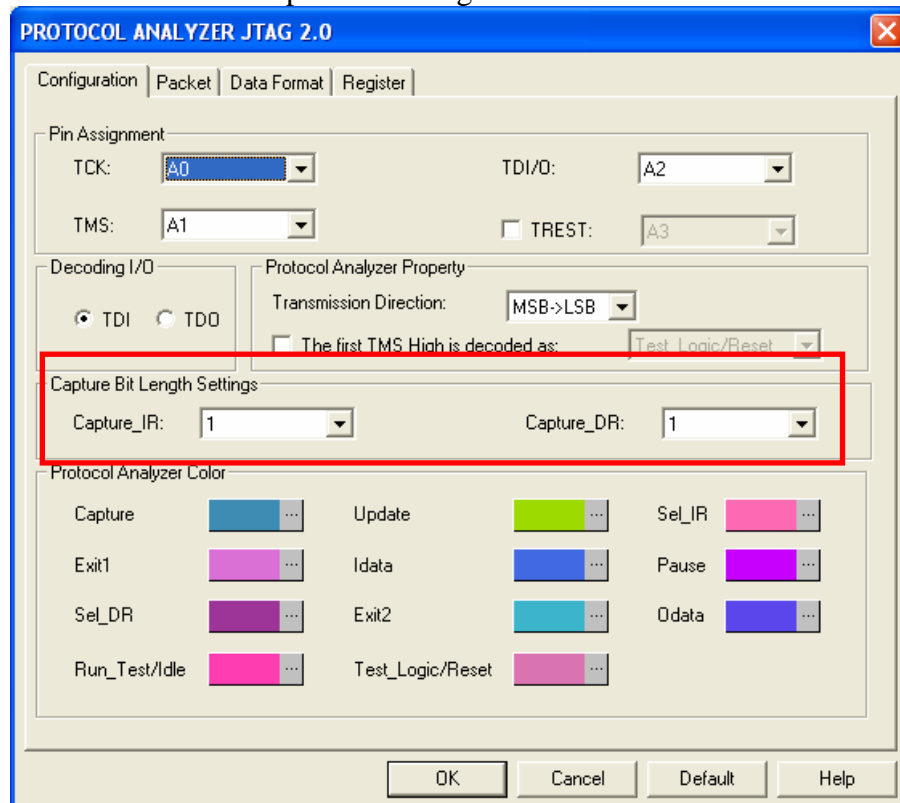 PROTOCOL ANALYZER JTAG 2.0
Configuration Packet Data Format Register
Pin Assignment
TCK: A0 TDI/O: A2
TMS: A1 TREST: A3
Decoding I/O Protocol Analyzer Property
Transmission Direction: MSB->LSB
TDI TDO
The first TMS High is decoded as: Test_Logic/Reset
Capture Bit Length Settings
Capture_IR: 1 Capture_DR: 1
Protocol Analyzer Color
Capture ... Update ... Sel_IR ...
Exit1 ... Idata ... Pause ...
Sel_DR ... Exit2 ... Odata ...
Run_Test/Idle ... Test_Logic/Reset ...
OK Cancel Default Help